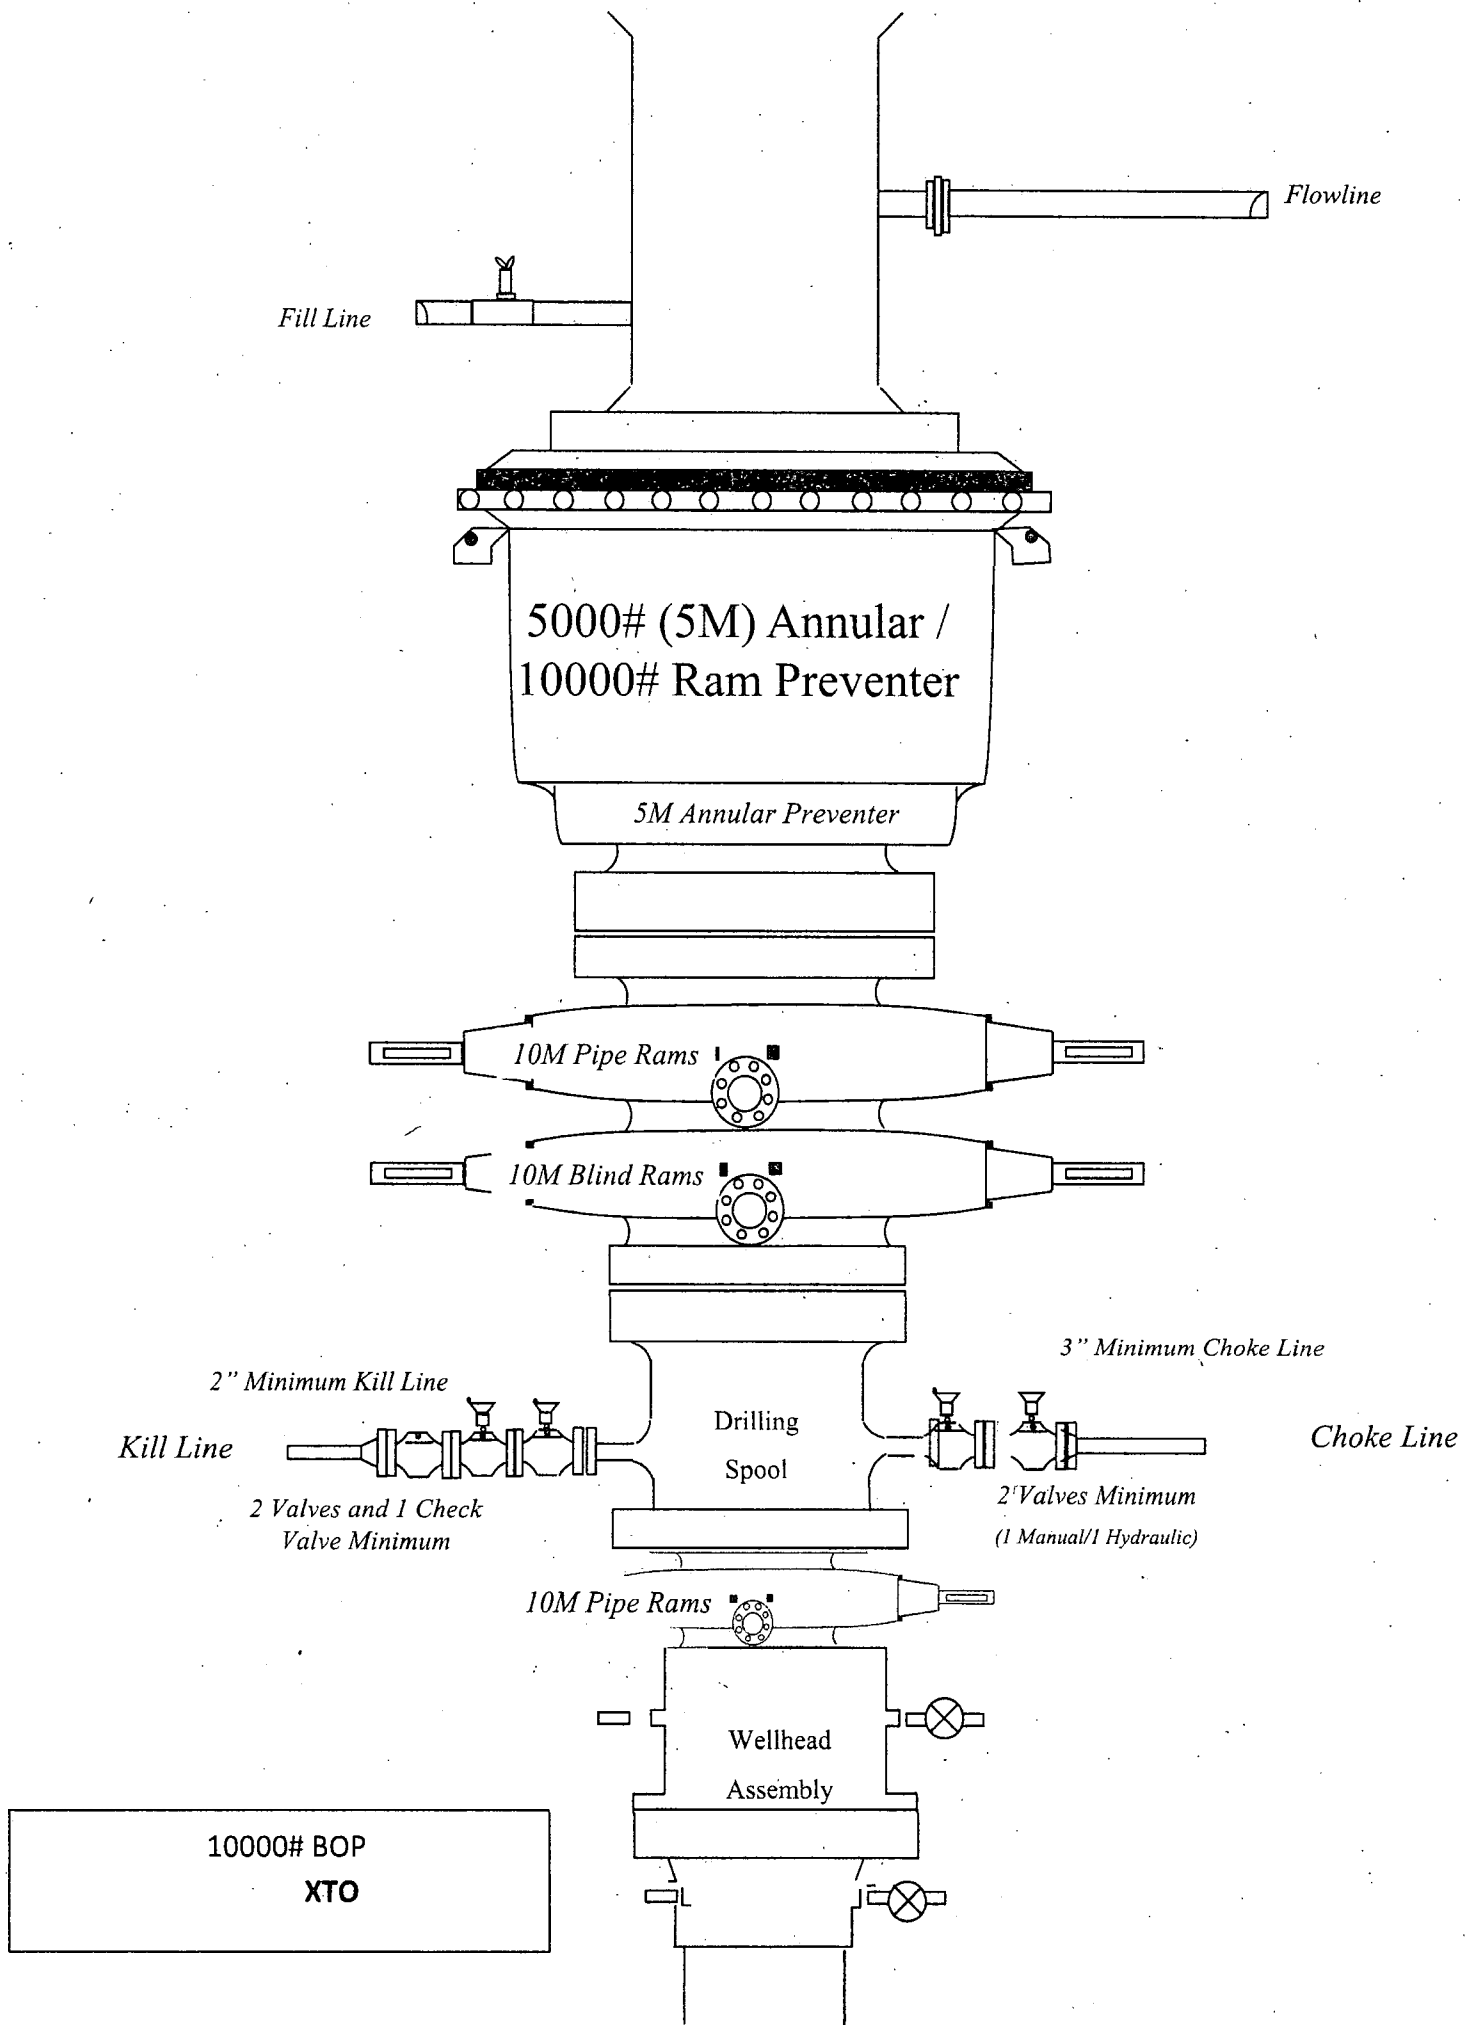 Flowline
Fill Line
5000# (5M) Annular /
10000# Ram Preventer
5M Annular Preventer
10M Pipe Rams
10M Blind Rams
3” Minimum Choke Line
2” Minimum Kill Line
Drilling
Spool
Kill Line
Choke Line
2 Valves Minimum
(1 Manual/1 Hydraulic)
2 Valves and 1 Check
Valve Minimum
10M Pipe Rams
Wellhead
Assembly
10000# BOP
XTO